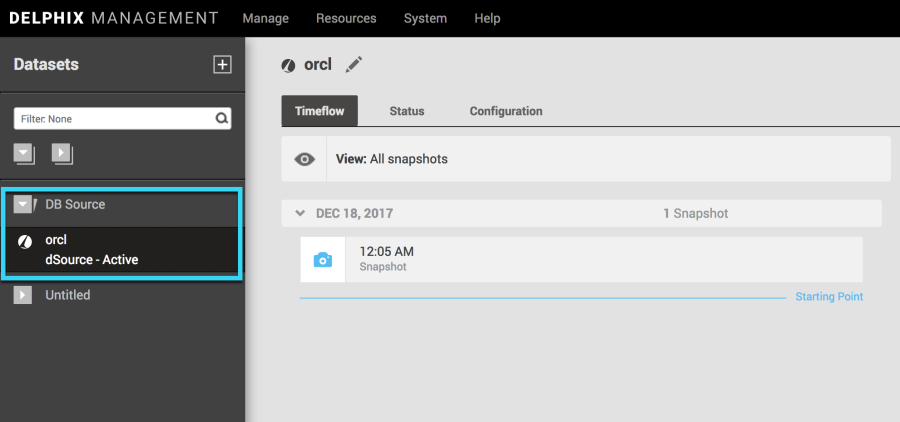 DELPHIX MANAGEMENT Manage Resources System Help
Datasets
Filter: None
DB Source
orcl
dSource - Active
Untitled
orcl
Timeflow Status Configuration
View: All snapshots
DEC 18, 2017 1 Snapshot
12:05 AM
Snapshot
Starting Point